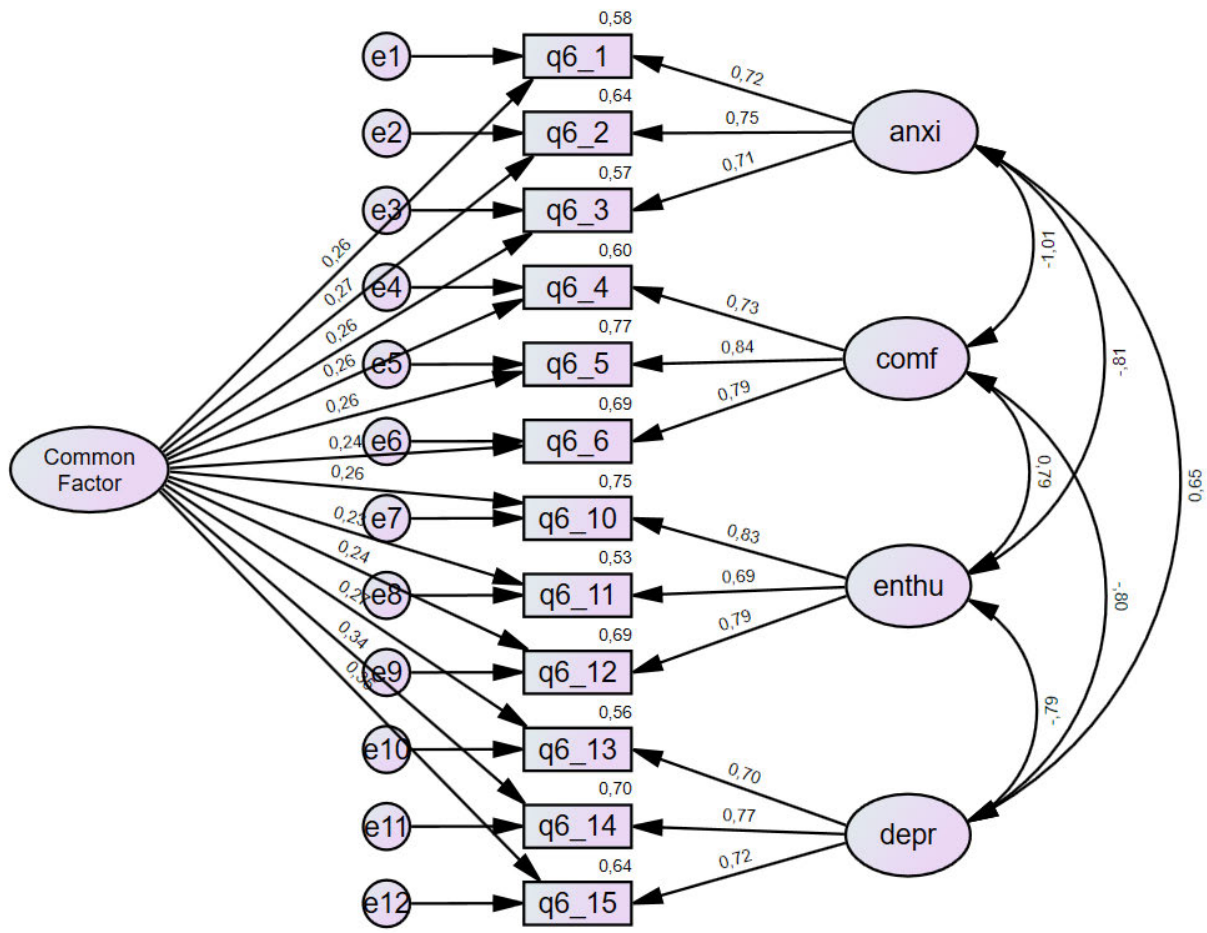 0,58
e1
q6_1
0,72
0,64
e2
q6_2
0,75
anxi
0,57
e3
q6_3
0,71
0,26
0,60
e4
q6_4
0,73
0,27
-1,01
0,77
e5
q6_5
0,84
comf
-,81
0,26
0,26
0,69
e6
q6_6
0,79
0,26
0,24
Common
Factor
0,75
0,79
0,65
0,26
e7
q6_10
0,83
0,23
0,53
e8
q6_11
0,69
enthu
-,80
0,24
0,27
0,69
e9
q6_12
0,79
0,34
0,56
e10
q6_13
0,70
-,79
0,70
e11
q6_14
0,77
depr
0,64
e12
q6_15
0,72